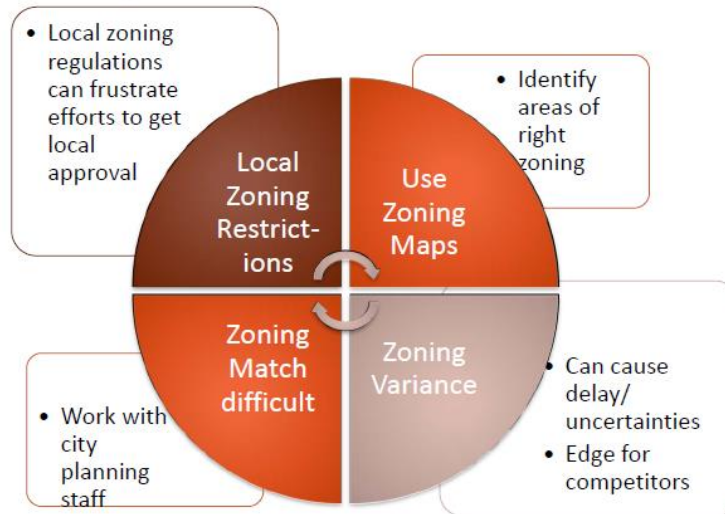 • Local zoning
regulations
can frustrate
efforts to get
local
approval
Local
Zoning
Restrict-
ions
Use
Zoning
Maps
• Identify
areas of
right
zoning
Zoning
Match
difficult
• Work with
city
planning
staff
Zoning
Variance
• Can cause
delay/
uncertainties
• Edge for
competitors